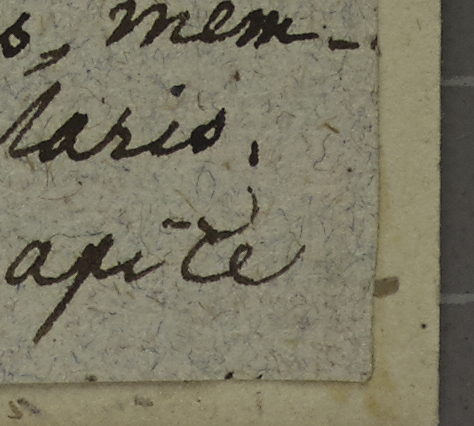 s, mem-
laris,
apite